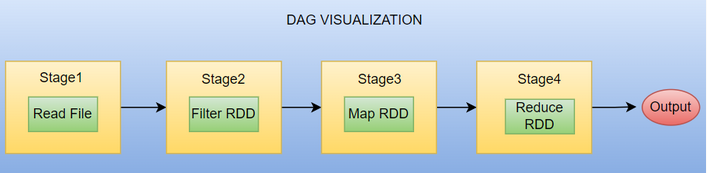 DAG VISUALIZATION
Stage1
Read File
Stage2
Filter RDD
Stage3
Map RDD
Stage4
Reduce
RDD
Output